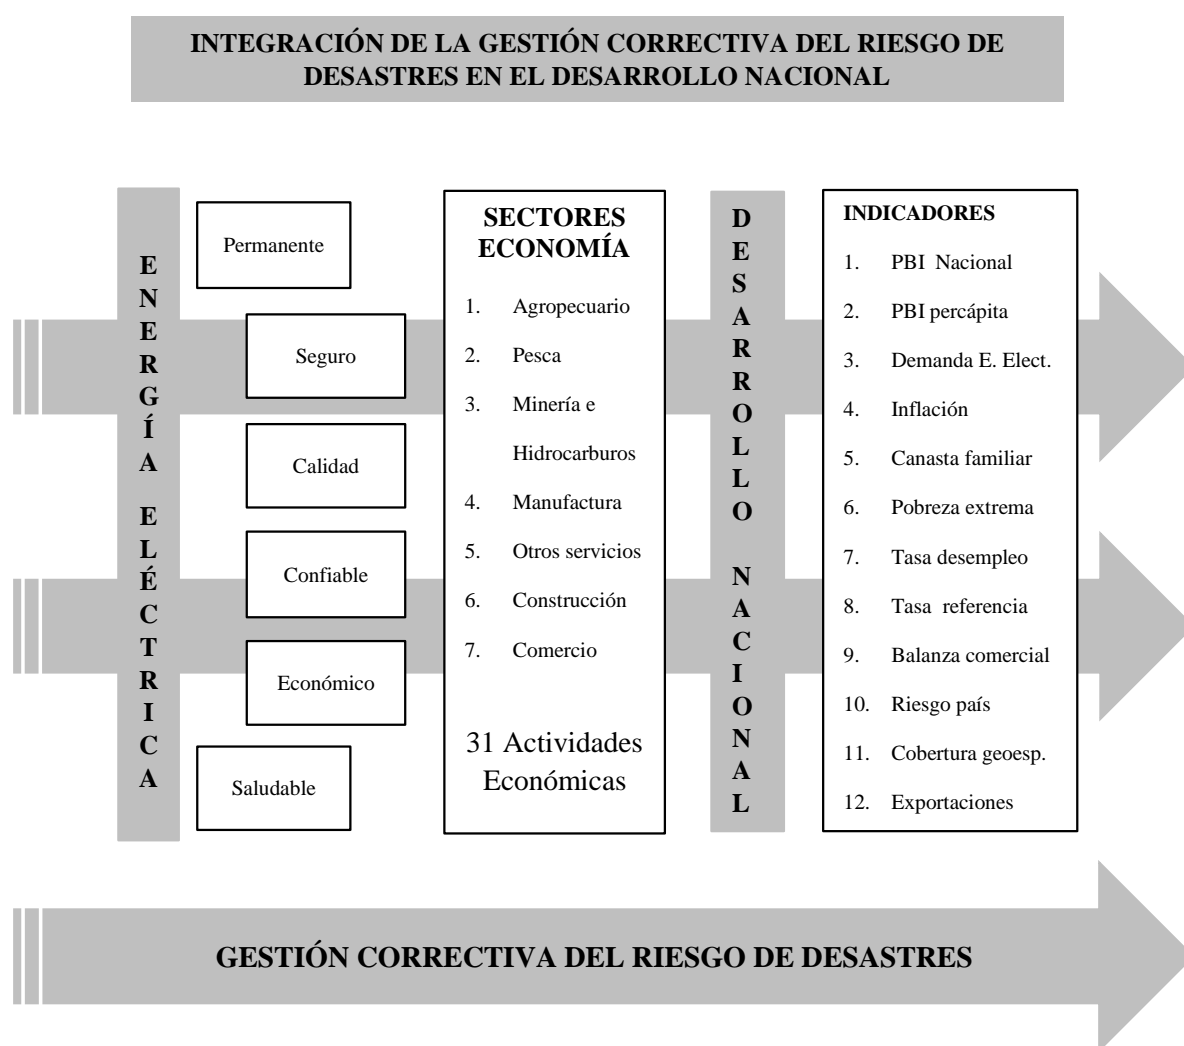 INTEGRACIÓN DE LA GESTIÓN CORRECTIVA DEL RIESGO DE
DESASTRES EN EL DESARROLLO NACIONAL
ENERGÍA ELÉCTRICA
Permanente
Seguro
Calidad
Confiable
Económico
Saludable
SECTORES
ECONOMÍA
1. Agropecuario
2. Pesca
3. Minería e
Hidrocarburos
4. Manufactura
5. Otros servicios
6. Construcción
7. Comercio
31 Actividades
Económicas
DESARROLLO NACIONAL
INDICADORES
1. PBI Nacional
2. PBI percápita
3. Demanda E. Elect.
4. Inflación
5. Canasta familiar
6. Pobreza extrema
7. Tasa desempleo
8. Tasa referencia
9. Balanza comercial
10. Riesgo país
11. Cobertura geoesp.
12. Exportaciones
GESTIÓN CORRECTIVA DEL RIESGO DE DESASTRES